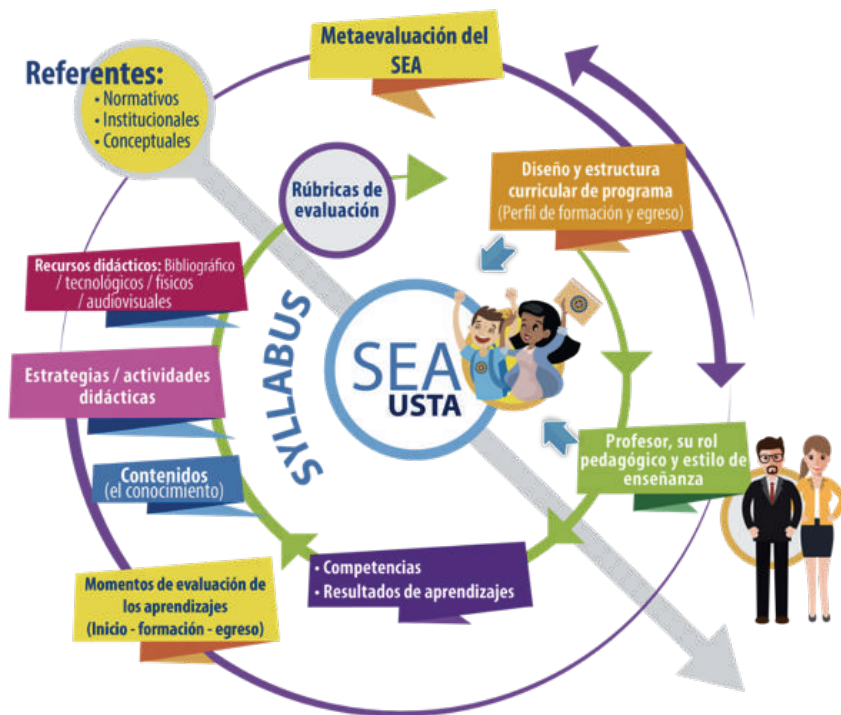 Metaevaluación del
SEA
Referentes:
• Normativos
• Institucionales
• Conceptuales
Rúbricas de
evaluación
Diseño y estructura
curricular de programa
(Perfil de formación y egreso)
Recursos didácticos: Bibliográfico
/ tecnológicos / físicos
/ audiovisuales
SYLLABUS
SEA
USTA
Estrategias / actividades
didácticas
Profesor, su rol
pedagógico y estilo de
enseñanza
Contenidos
(el conocimiento)
• Competencias
• Resultados de aprendizajes
Momentos de evaluación de
los aprendizajes
(Inicio - formación - egreso)